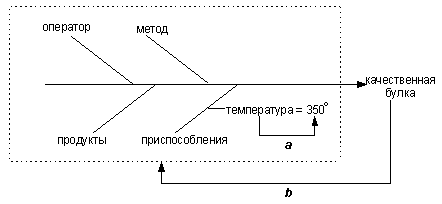 оператор
метод
качественная
булка
температура = 350°
продукты
приспособления
a
b